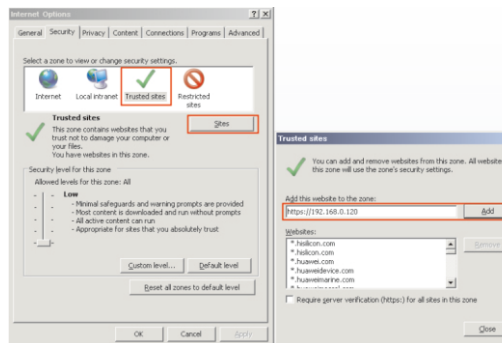 Internet Options
General Security Privacy Content Connections Programs Advanced
Select a zone to view or change security settings.
Internet Local intranet Trusted sites Restricted sites
Trusted sites
Sites
This zone contains websites that you
trust not to damage your computer or
your files.
You have websites in this zone.
Security level for this zone
Allowed levels for this zone: All
Low
- Minimal safeguards and warning prompts are provided
- Most content is downloaded and run without prompts
- All active content can run
- Appropriate for sites that you absolutely trust
Custom level... Default level
Reset all zones to default level
OK Cancel Apply
Trusted sites
You can add and remove websites from this zone. All website
this zone will use the zone's security settings.
Add this website to the zone:
https://192.168.0.120 Add
Websites:
*.hisilicon.com Remove
*.hislicon.com
*.huawei.com
*.huaweidevice.com
*.huaweimarine.com
Require server verification (https:) for all sites in this zone
Close